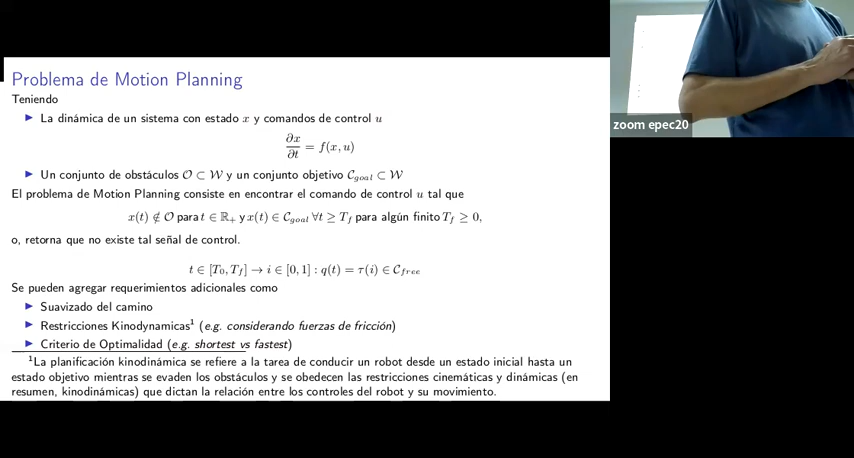 Problema de Motion Planning
Teniendo
La dinámica de un sistema con estado x y comandos de control u
∂x/∂t = f(x, u)
Un conjunto de obstáculos 𝒪 ⊂ 𝒲 y un conjunto objetivo 𝒞_goal ⊂ 𝒲
El problema de Motion Planning consiste en encontrar el comando de control u tal que
x(t) ∉ 𝒪 para t ∈ ℝ₊ y x(t) ∈ 𝒞_goal ∀t ≥ T_f para algún finito T_f ≥ 0,
o, retorna que no existe tal señal de control.
t ∈ [T₀, T_f] → i ∈ [0, 1] : q(t) = τ(i) ∈ 𝒞_free
Se pueden agregar requerimientos adicionales como
Suavizado del camino
Restricciones Kinodynamicas¹ (e.g. considerando fuerzas de fricción)
Criterio de Optimalidad (e.g. shortest vs fastest)
¹La planificación kinodinámica se refiere a la tarea de conducir un robot desde un estado inicial hasta un
estado objetivo mientras se evaden los obstáculos y se obedecen las restricciones cinemáticas y dinámicas (en
resumen, kinodinámicas) que dictan la relación entre los controles del robot y su movimiento.
zoom epec20